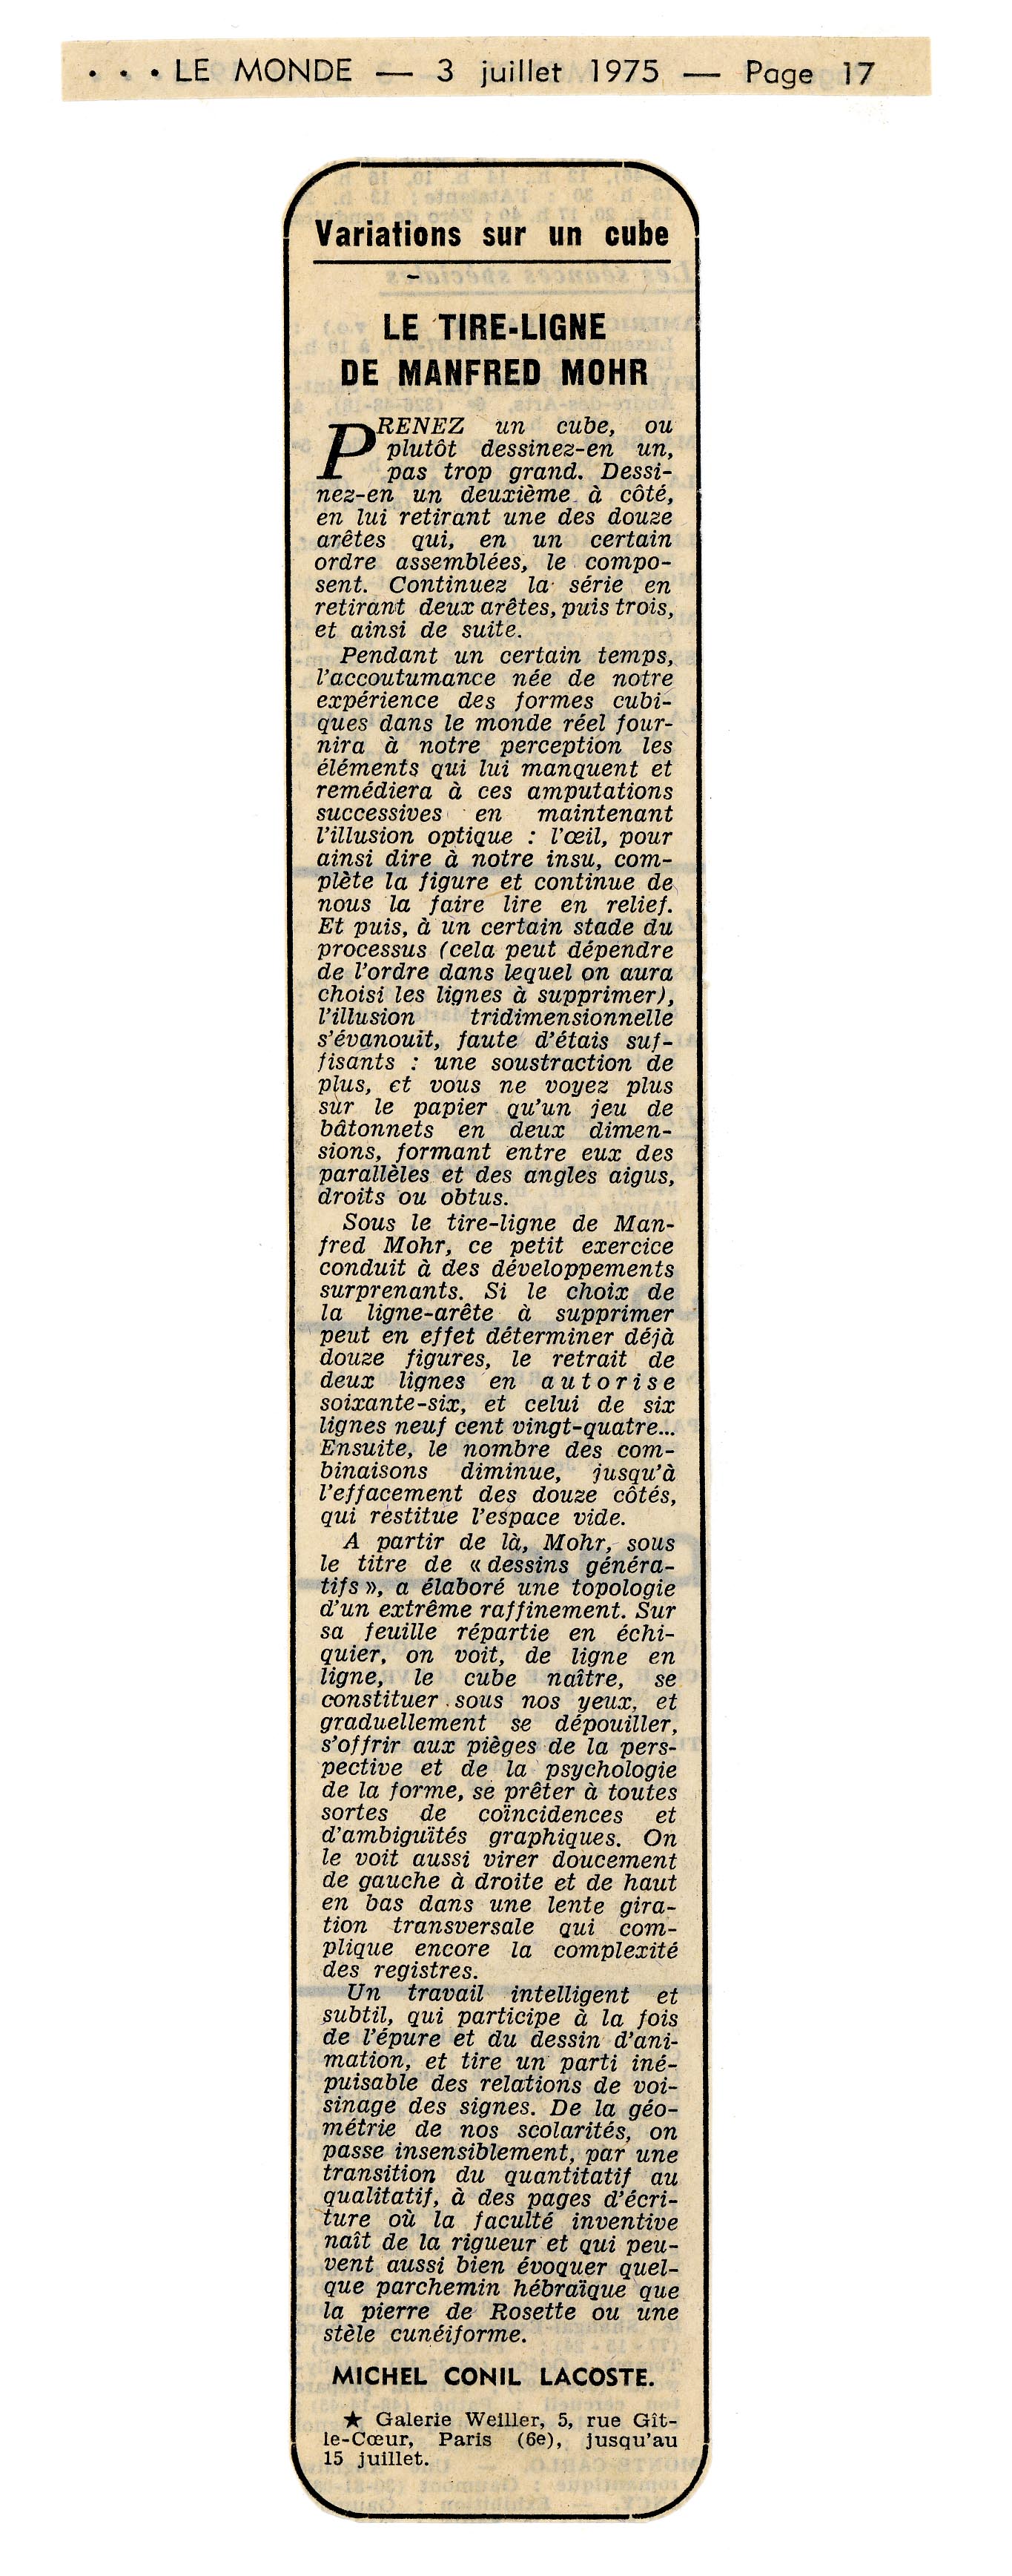 . . . LE MONDE — 3 juillet 1975 — Page 17
Variations sur un cube
LE TIRE-LIGNE
DE MANFRED MOHR
PRENEZ un cube, ou
plutôt dessinez-en un,
pas trop grand. Dessi-
nez-en un deuxième à côté,
en lui retirant une des douze
arêtes qui, en un certain
ordre assemblées, le compo-
sent. Continuez la série en
retirant deux arêtes, puis trois,
et ainsi de suite.
Pendant un certain temps,
l'accoutumance née de notre
expérience des formes cubi-
ques dans le monde réel four-
nira à notre perception les
éléments qui lui manquent et
remédiera à ces amputations
successives en maintenant
l'illusion optique : l'œil, pour
ainsi dire à notre insu, com-
plète la figure et continue de
nous la faire lire en relief.
Et puis, à un certain stade du
processus (cela peut dépendre
de l'ordre dans lequel on aura
choisi les lignes à supprimer),
l'illusion tridimensionnelle
s'évanouit, faute d'étais suf-
fisants : une soustraction de
plus, et vous ne voyez plus
sur le papier qu'un jeu de
bâtonnets en deux dimen-
sions, formant entre eux des
parallèles et des angles aigus,
droits ou obtus.
Sous le tire-ligne de Man-
fred Mohr, ce petit exercice
conduit à des développements
surprenants. Si le choix de
la ligne-arête à supprimer
peut en effet déterminer déjà
douze figures, le retrait de
deux lignes en autorise
soixante-six, et celui de six
lignes neuf cent vingt-quatre...
Ensuite, le nombre des com-
binaisons diminue, jusqu'à
l'effacement des douze côtés,
qui restitue l'espace vide.
A partir de là, Mohr, sous
le titre de « dessins généra-
tifs », a élaboré une topologie
d'un extrême raffinement. Sur
sa feuille répartie en échi-
quier, on voit, de ligne en
ligne, le cube naître, se
constituer sous nos yeux, et
graduellement se dépouiller,
s'offrir aux pièges de la pers-
pective et de la psychologie
de la forme, se prêter à toutes
sortes de coïncidences et
d'ambiguïtés graphiques. On
le voit aussi virer doucement
de gauche à droite et de haut
en bas dans une lente gira-
tion transversale qui com-
plique encore la complexité
des registres.
Un travail intelligent et
subtil, qui participe à la fois
de l'épure et du dessin d'ani-
mation, et tire un parti iné-
puisable des relations de voi-
sinage des signes. De la géo-
métrie de nos scolarités, on
passe insensiblement, par une
transition du quantitatif au
qualitatif, à des pages d'écri-
ture où la faculté inventive
naît de la rigueur et qui peu-
vent aussi bien évoquer quel-
que parchemin hébraïque que
la pierre de Rosette ou une
stèle cunéiforme.
MICHEL CONIL LACOSTE.
★ Galerie Weiller, 5, rue Gît-
le-Cœur, Paris (6e), jusqu'au
15 juillet.